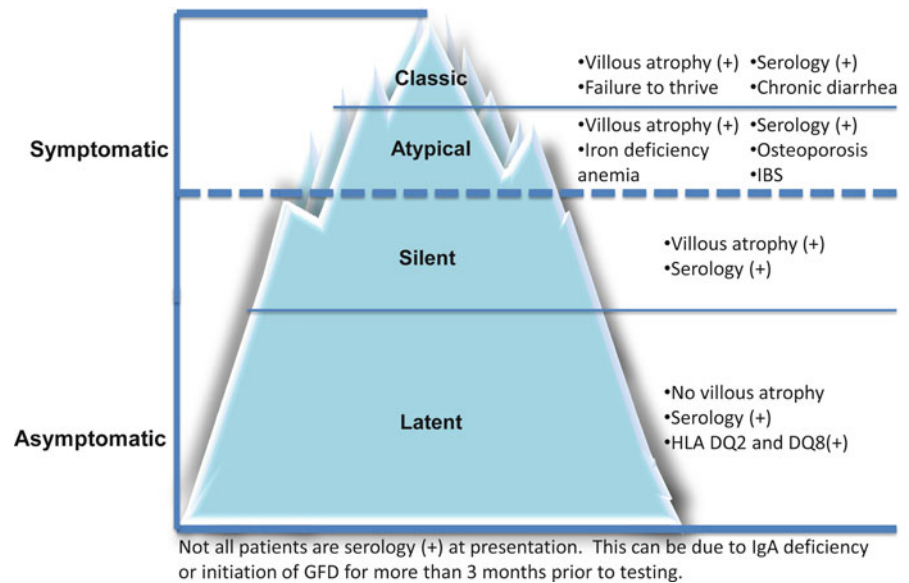 Classic
•Villous atrophy (+) •Serology (+)
•Failure to thrive •Chronic diarrhea
Symptomatic
Atypical
•Villous atrophy (+) •Serology (+)
•Iron deficiency •Osteoporosis
anemia •IBS
Silent
•Villous atrophy (+)
•Serology (+)
Asymptomatic
Latent
•No villous atrophy
•Serology (+)
•HLA DQ2 and DQ8(+)
Not all patients are serology (+) at presentation. This can be due to IgA deficiency
or initiation of GFD for more than 3 months prior to testing.